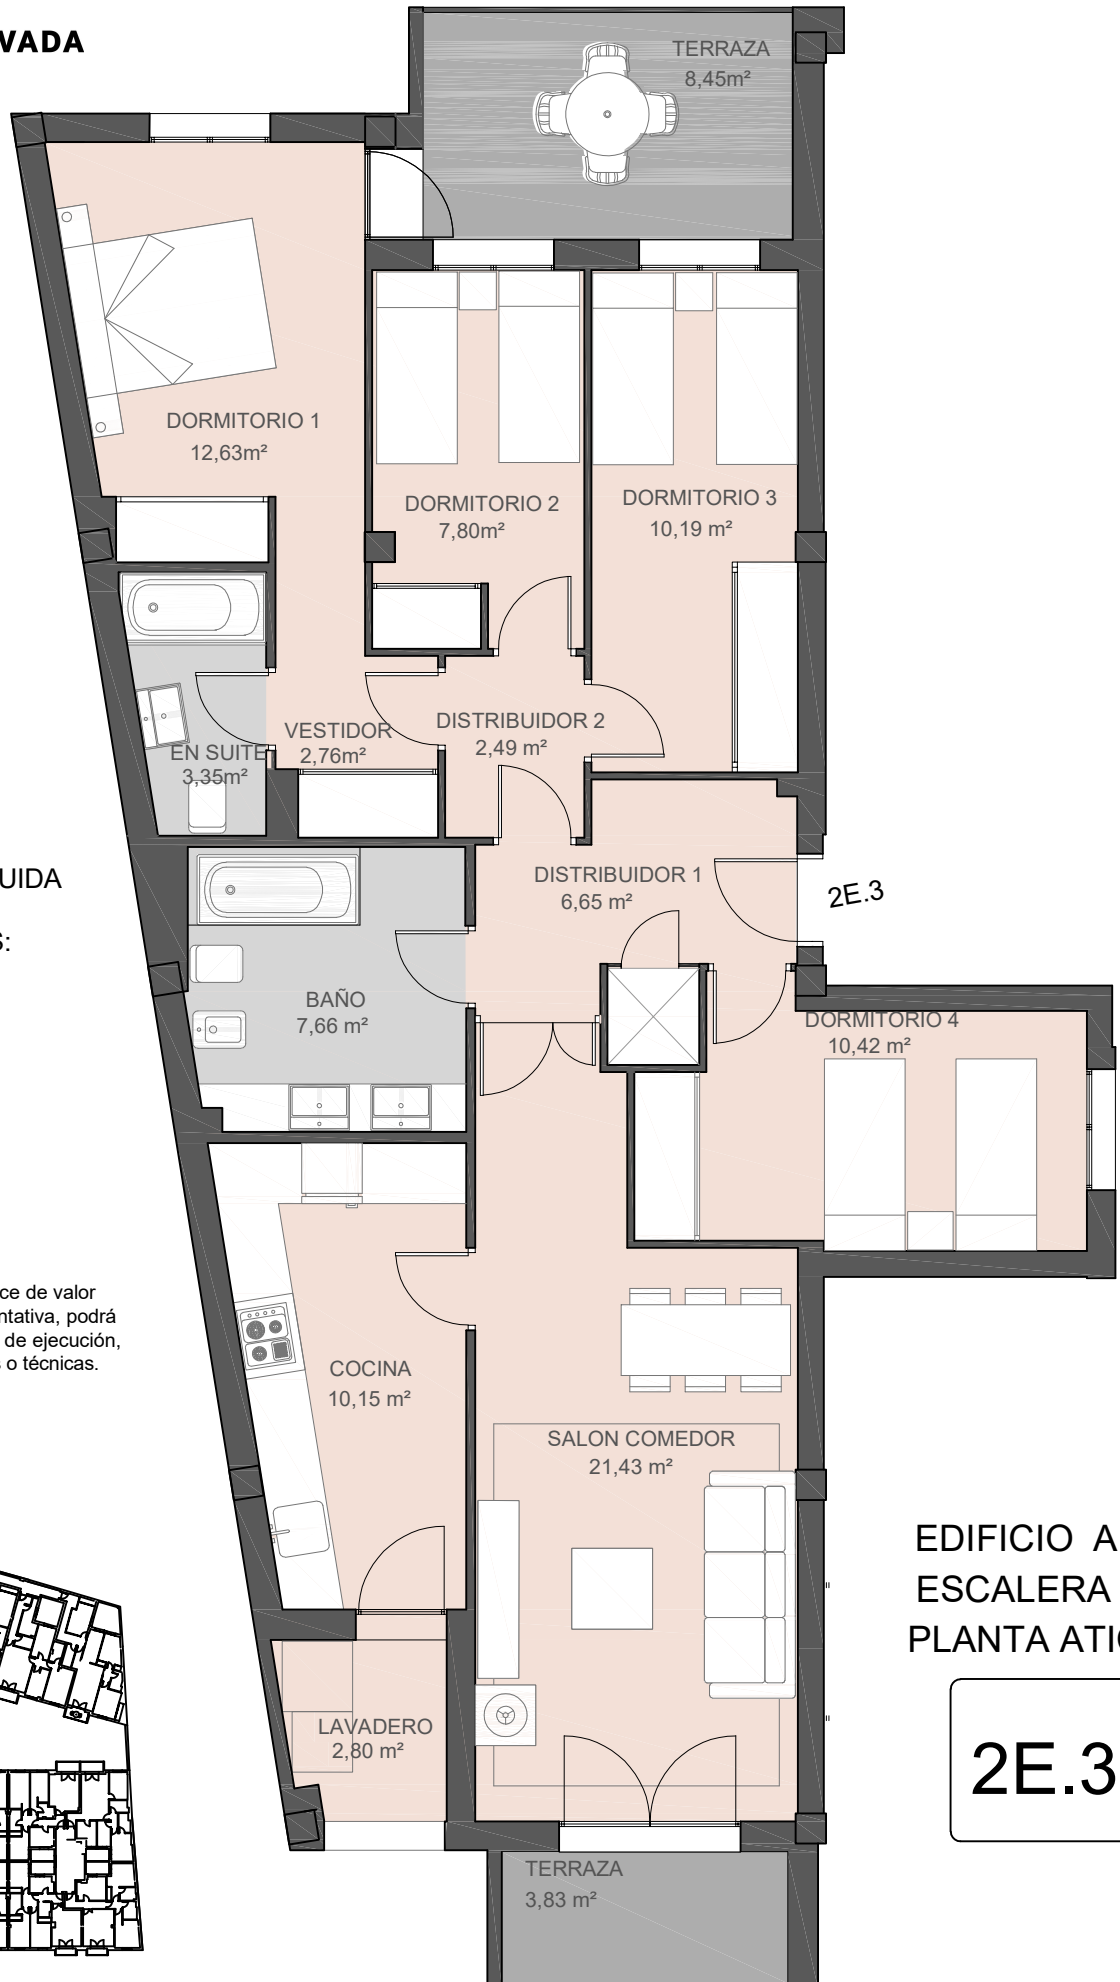 VADA
TERRAZA
8,45m²
DORMITORIO 1
12,63m²
DORMITORIO 2
7,80m²
DORMITORIO 3
10,19 m²
VESTIDOR
2,76m²
DISTRIBUIDOR 2
2,49 m²
EN SUITE
3,35m²
UIDA
S:
DISTRIBUIDOR 1
6,65 m²
2E.3
BAÑO
7,66 m²
DORMITORIO 4
10,42 m²
ce de valor
ntativa, podrá
de ejecución,
s o técnicas.
COCINA
10,15 m²
SALON COMEDOR
21,43 m²
LAVADERO
2,80 m²
TERRAZA
3,83 m²
EDIFICIO A
ESCALERA
PLANTA ATI
2E.3